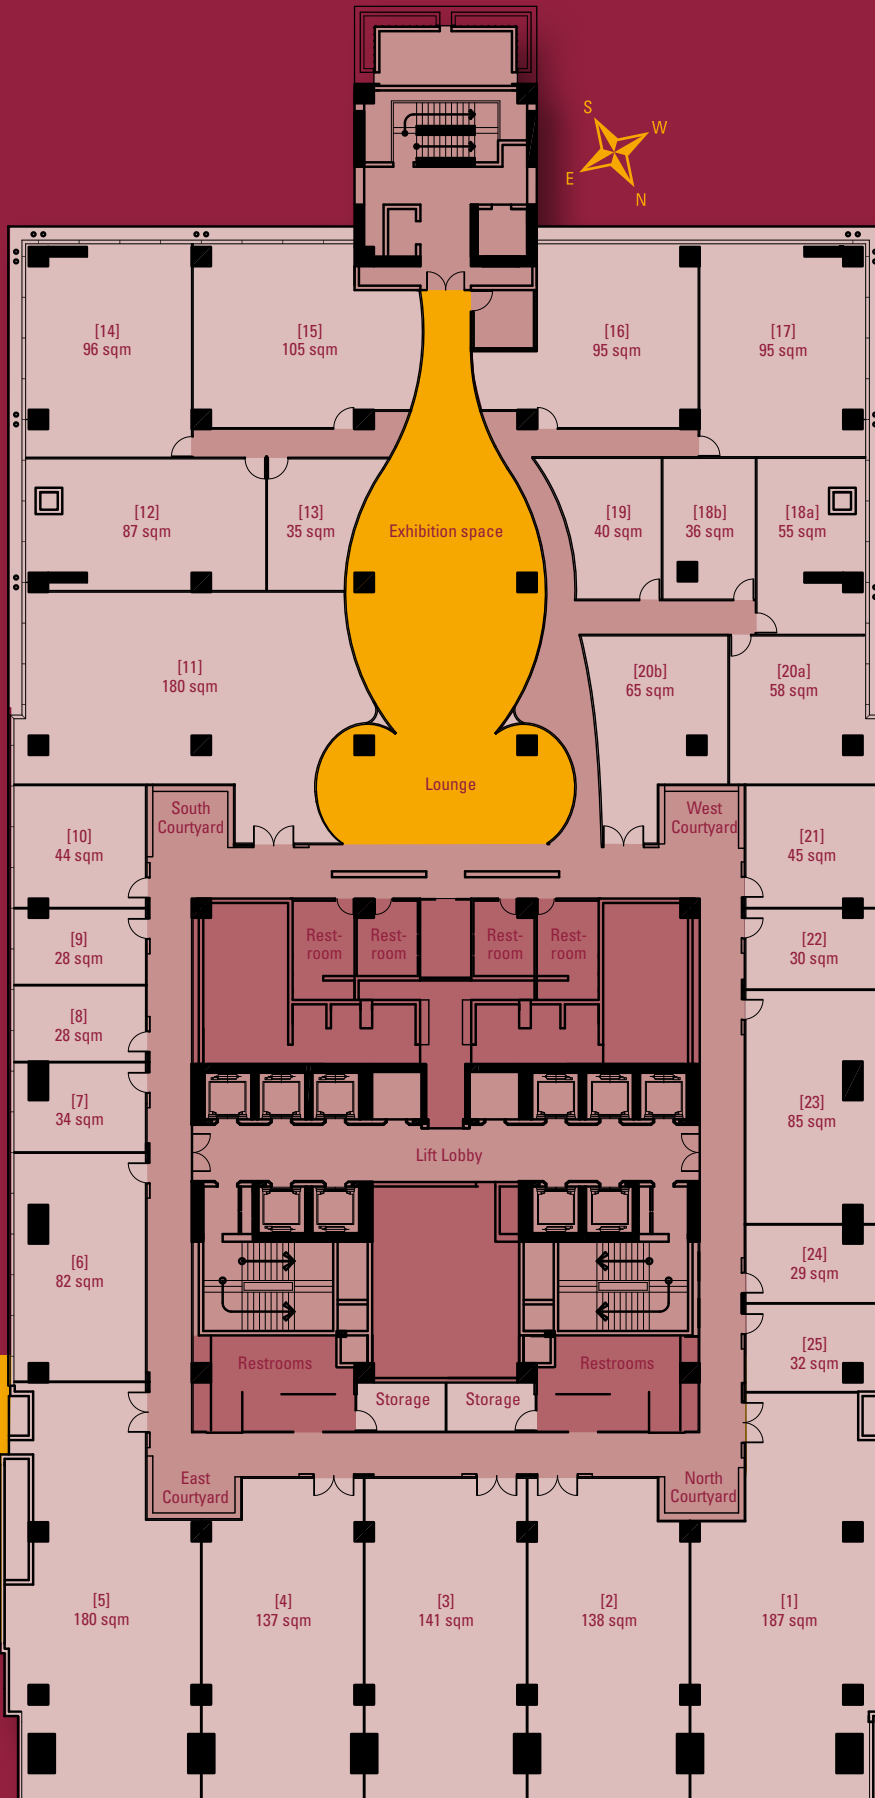 S
W
E
N
[14]
96 sqm
[15]
105 sqm
[16]
95 sqm
[17]
95 sqm
[12]
87 sqm
[13]
35 sqm
Exhibition space
[19]
40 sqm
[18b]
36 sqm
[18a]
55 sqm
[11]
180 sqm
[20b]
65 sqm
[20a]
58 sqm
Lounge
South
Courtyard
West
Courtyard
[10]
44 sqm
[21]
45 sqm
[9]
28 sqm
Rest-
room
Rest-
room
Rest-
room
Rest-
room
[22]
30 sqm
[8]
28 sqm
[7]
34 sqm
[23]
85 sqm
Lift Lobby
[6]
82 sqm
[24]
29 sqm
Restrooms
Restrooms
[25]
32 sqm
Storage
Storage
East
Courtyard
North
Courtyard
[5]
180 sqm
[4]
137 sqm
[3]
141 sqm
[2]
138 sqm
[1]
187 sqm